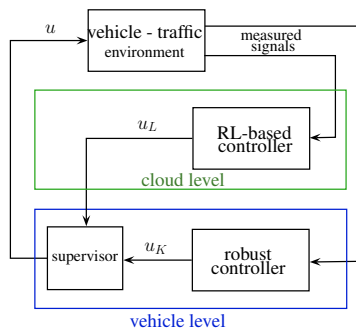 u
vehicle - traffic
environment
measured
signals
u_L
RL-based
controller
cloud level
supervisor
u_K
robust
controller
vehicle level